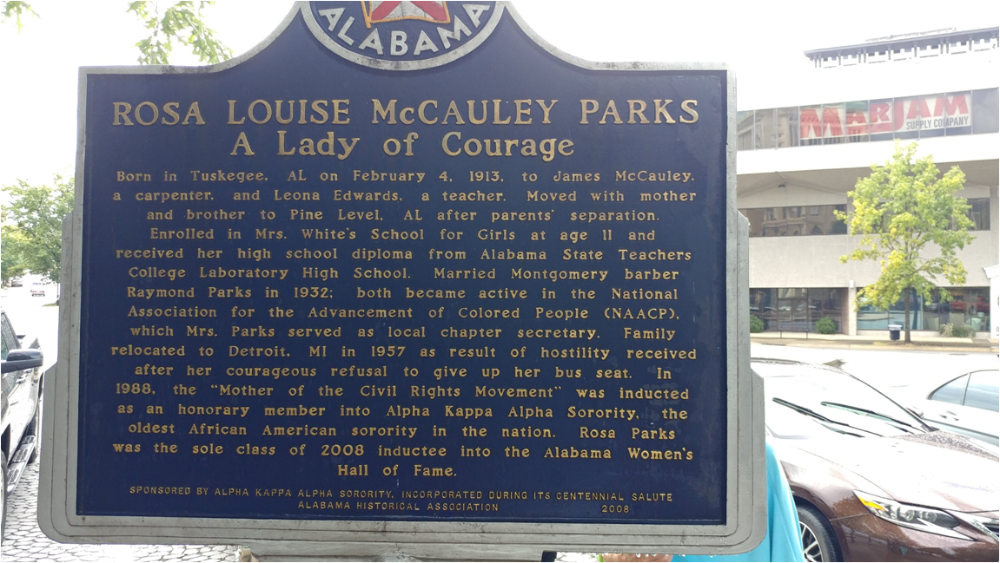 ALABAMA
ROSA LOUISE McCAULEY PARKS
A Lady of Courage
Born in Tuskegee, AL on February 4, 1913, to James McCauley,
a carpenter, and Leona Edwards, a teacher. Moved with mother
and brother to Pine Level, AL after parents' separation.
Enrolled in Mrs. White's School for Girls at age 11 and
received her high school diploma from Alabama State Teachers
College Laboratory High School. Married Montgomery barber
Raymond Parks in 1932; both became active in the National
Association for the Advancement of Colored People (NAACP),
which Mrs. Parks served as local chapter secretary. Family
relocated to Detroit, MI in 1957 as result of hostility received
after her courageous refusal to give up her bus seat. In
1988, the "Mother of the Civil Rights Movement" was inducted
as an honorary member into Alpha Kappa Alpha Sorority, the
oldest African American sorority in the nation. Rosa Parks
was the sole class of 2008 inductee into the Alabama Women's
Hall of Fame.
SPONSORED BY ALPHA KAPPA ALPHA SORORITY, INCORPORATED DURING ITS CENTENNIAL SALUTE
ALABAMA HISTORICAL ASSOCIATION 2008
MARJAM
SUPPLY COMPANY